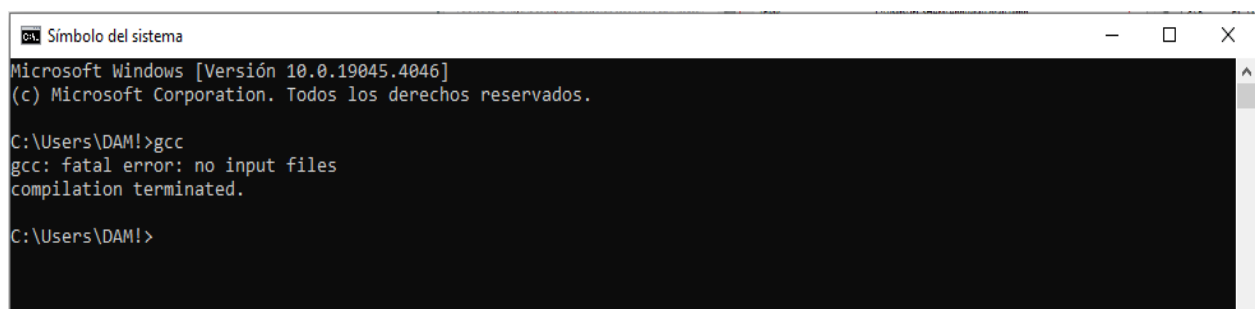 Símbolo del sistema
Microsoft Windows [Versión 10.0.19045.4046]
(c) Microsoft Corporation. Todos los derechos reservados.
C:\Users\DAM!>gcc
gcc: fatal error: no input files
compilation terminated.
C:\Users\DAM!>